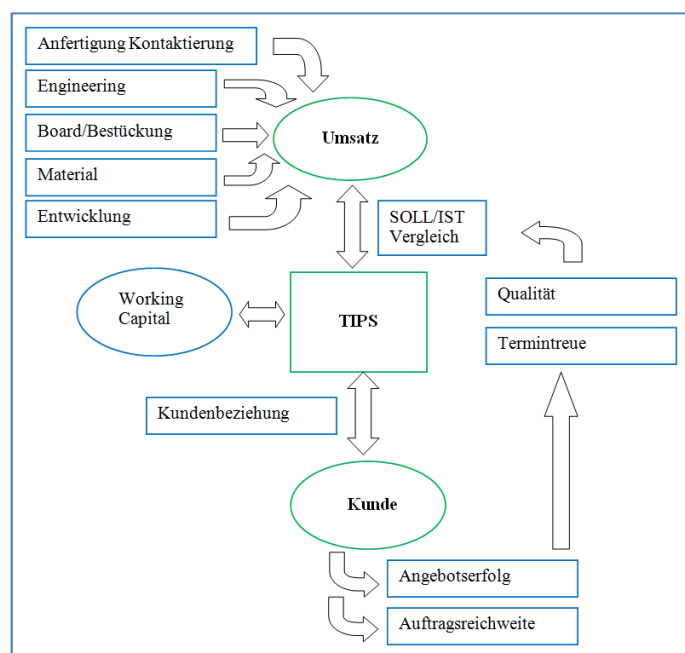 Anfertigung Kontaktierung
Engineering
Board/Bestückung
Material
Entwicklung
Umsatz
SOLL/IST
Vergleich
Working
Capital
TIPS
Qualität
Termintreue
Kundenbeziehung
Kunde
Angebotserfolg
Auftragsreichweite